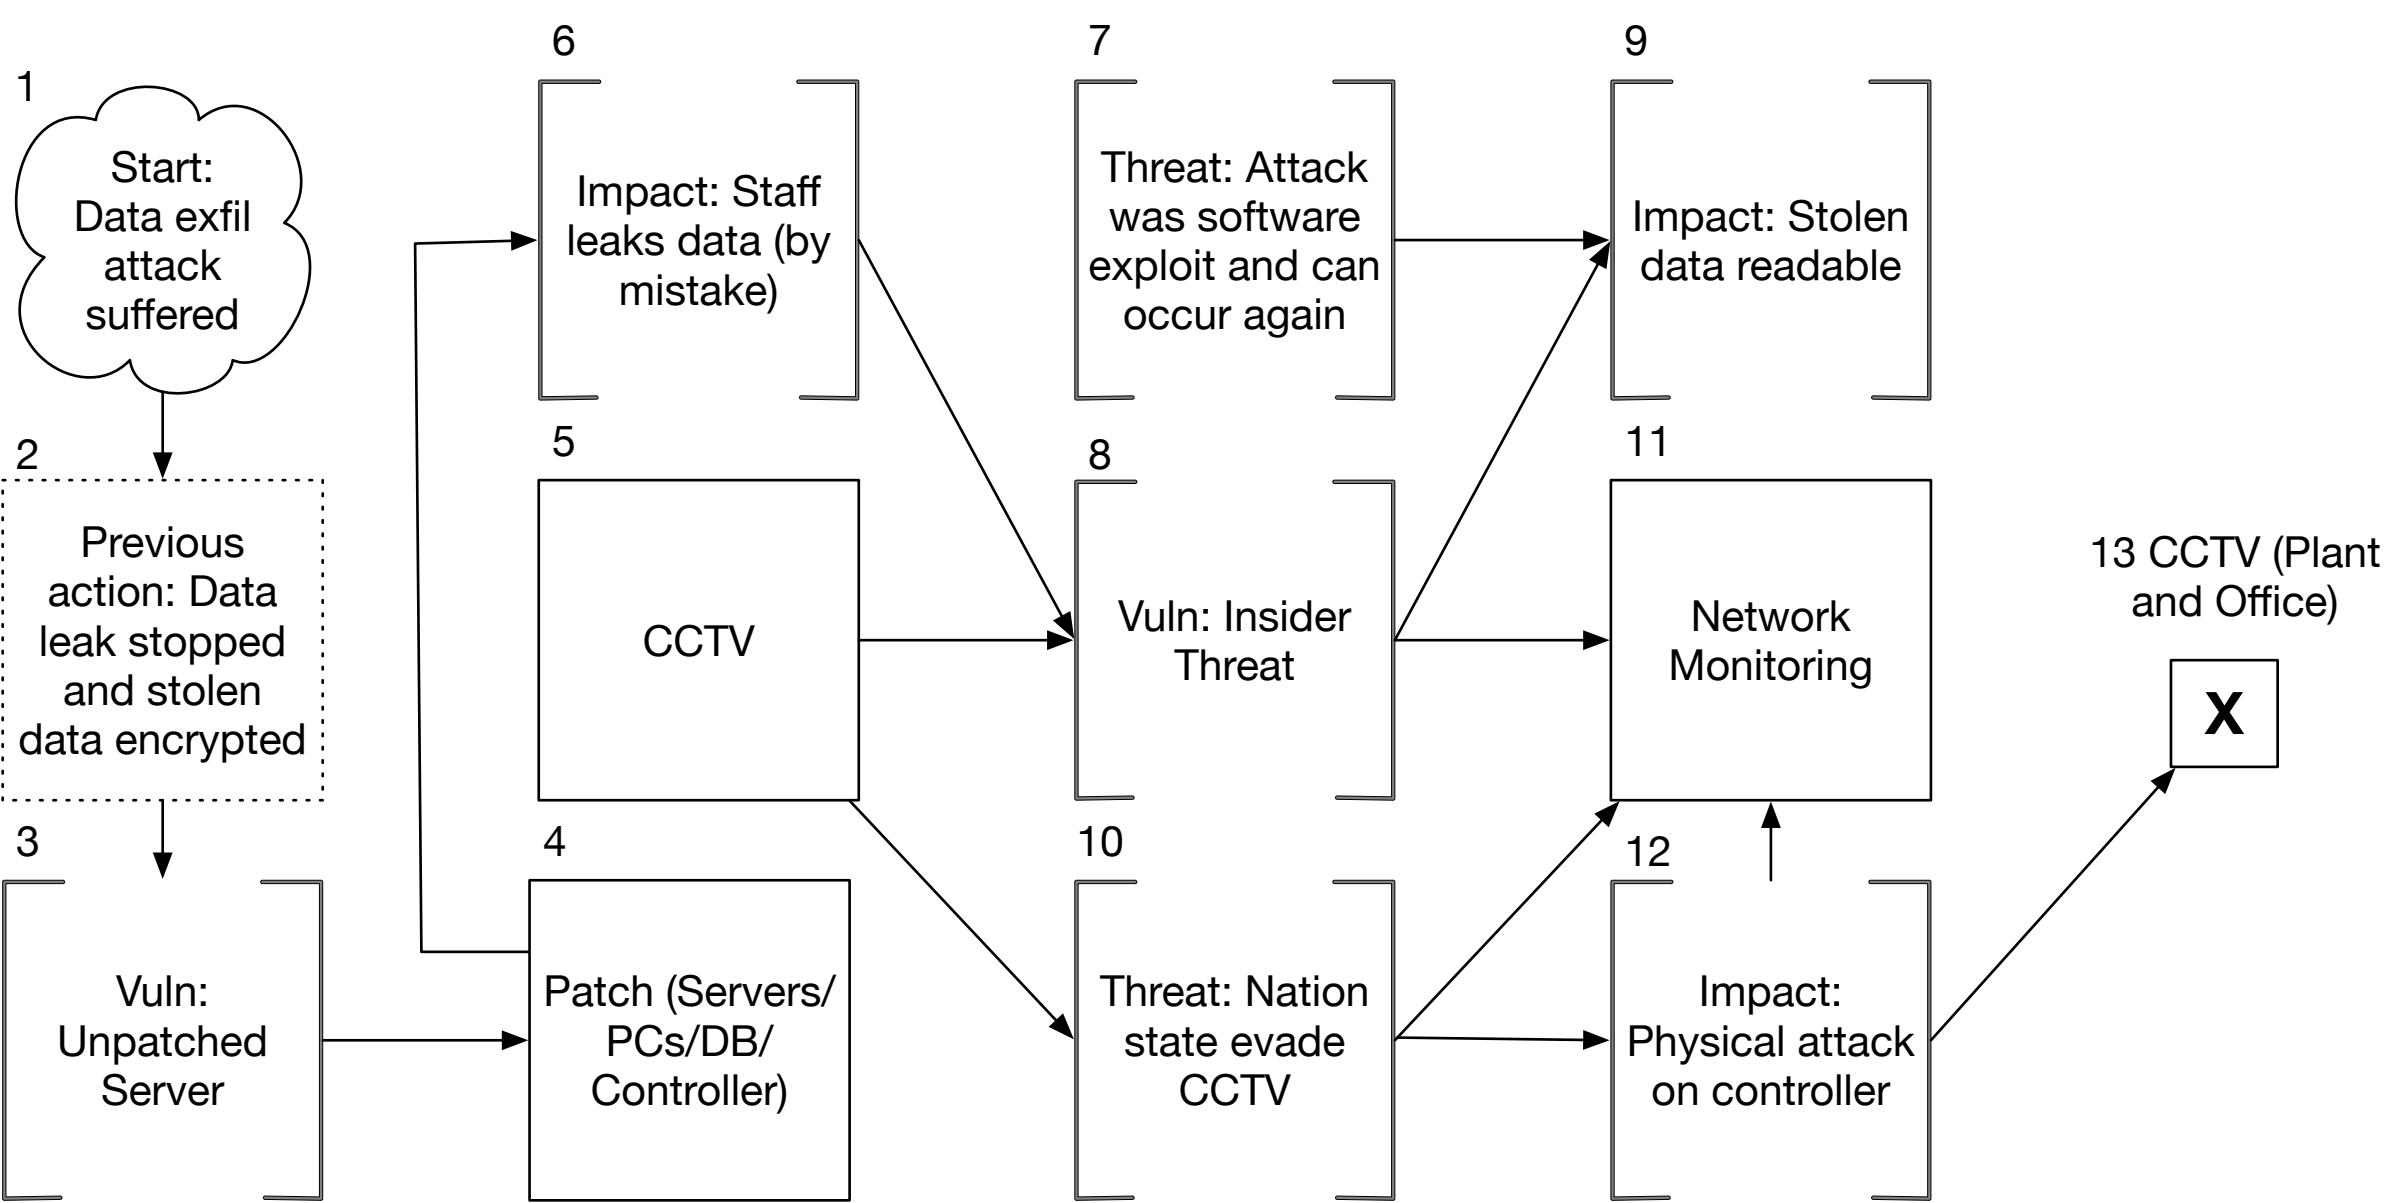 1
Start:
Data exfil
attack
suffered
2
Previous
action: Data
leak stopped
and stolen
data encrypted
3
Vuln:
Unpatched
Server
6
Impact: Staff
leaks data (by
mistake)
5
CCTV
4
Patch (Servers/
PCs/DB/
Controller)
7
Threat: Attack
was software
exploit and can
occur again
8
Vuln: Insider
Threat
10
Threat: Nation
state evade
CCTV
9
Impact: Stolen
data readable
11
Network
Monitoring
12
Impact:
Physical attack
on controller
13 CCTV (Plant
and Office)
X